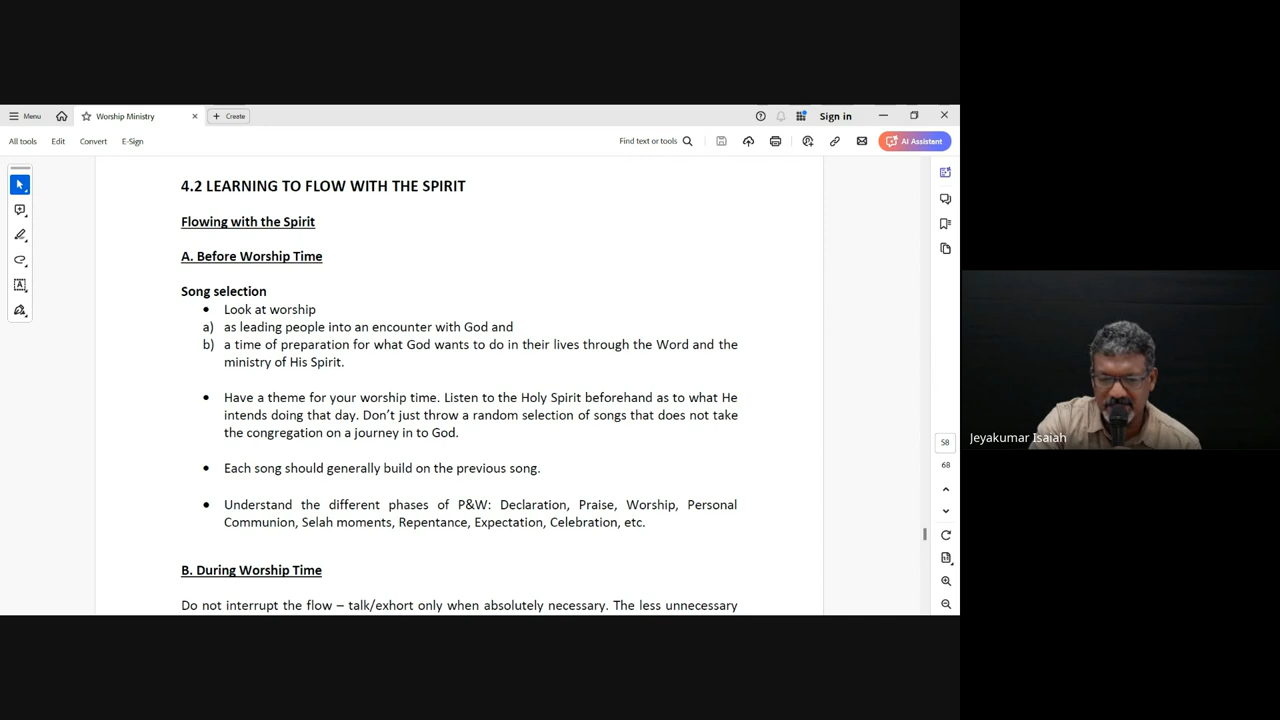 Menu
Worship Ministry
Create
Sign in
All tools
Edit
Convert
E-Sign
Find text or tools
AI Assistant
4.2 LEARNING TO FLOW WITH THE SPIRIT
Flowing with the Spirit
A. Before Worship Time
Song selection
• Look at worship
a) as leading people into an encounter with God and
b) a time of preparation for what God wants to do in their lives through the Word and the
ministry of His Spirit.
• Have a theme for your worship time. Listen to the Holy Spirit beforehand as to what He
intends doing that day. Don't just throw a random selection of songs that does not take
the congregation on a journey in to God.
• Each song should generally build on the previous song.
• Understand the different phases of P&W: Declaration, Praise, Worship, Personal
Communion, Selah moments, Repentance, Expectation, Celebration, etc.
B. During Worship Time
Do not interrupt the flow – talk/exhort only when absolutely necessary. The less unnecessary
58
68
Jeyakumar Isaiah